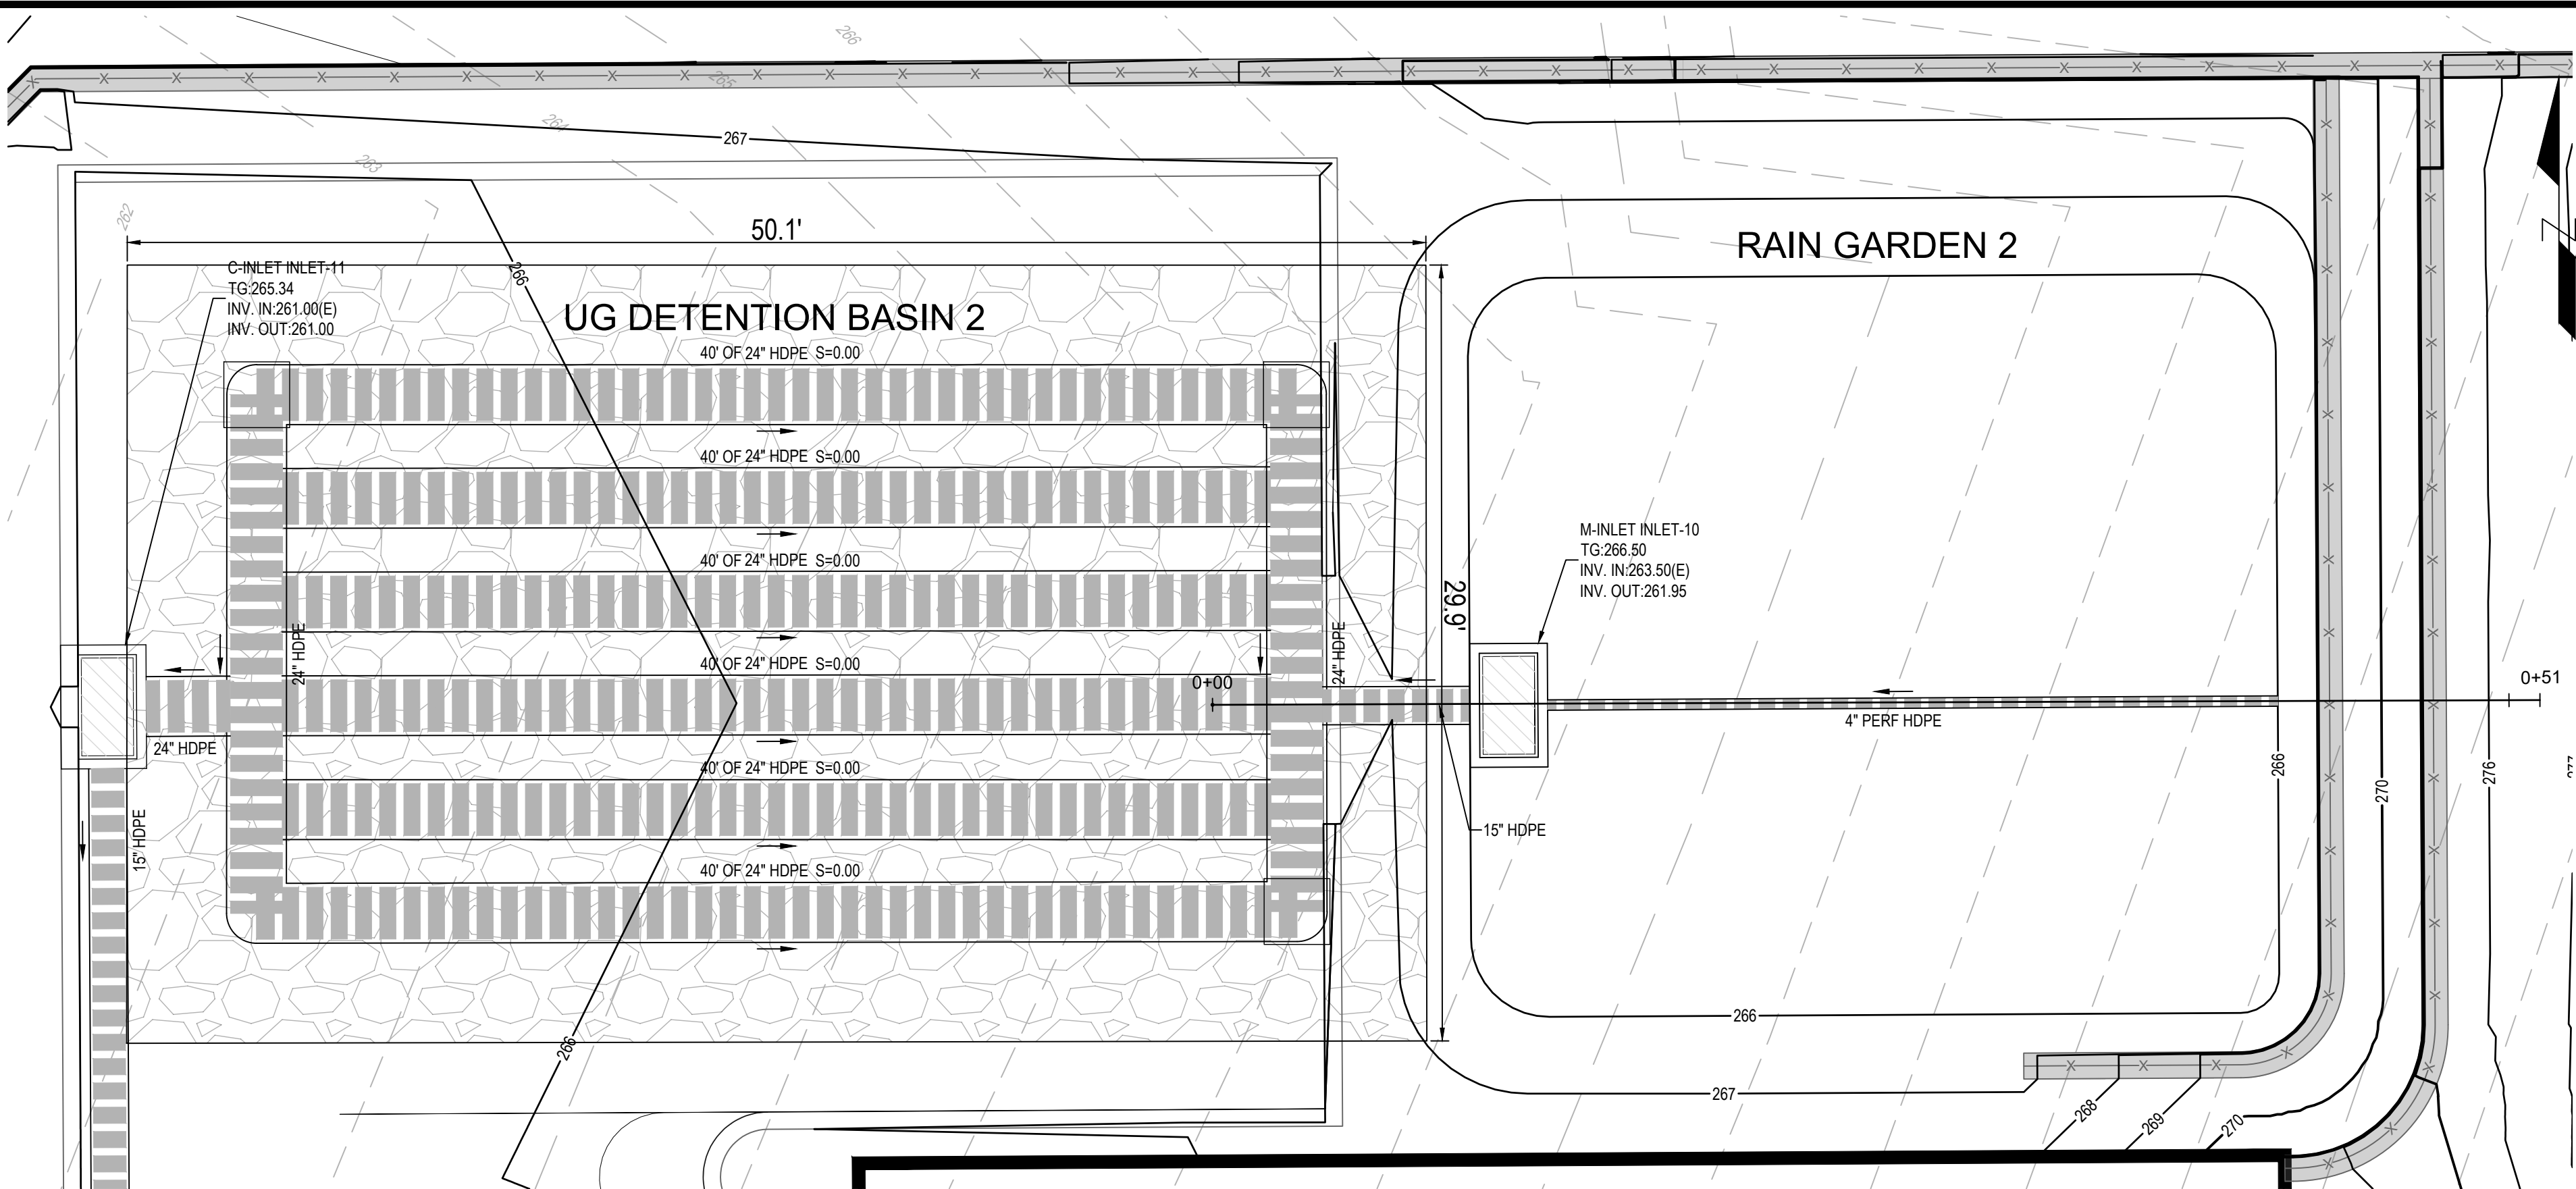 266
265
264
263
262
267
50.1'
RAIN GARDEN 2
C-INLET INLET-11
TG:265.34
INV. IN:261.00(E)
INV. OUT:261.00
266
UG DETENTION BASIN 2
40' OF 24" HDPE S=0.00
40' OF 24" HDPE S=0.00
40' OF 24" HDPE S=0.00
40' OF 24" HDPE S=0.00
40' OF 24" HDPE S=0.00
40' OF 24" HDPE S=0.00
M-INLET INLET-10
TG:266.50
INV. IN:263.50(E)
INV. OUT:261.95
29.9'
24" HDPE
24" HDPE
0+00
0+51
4" PERF HDPE
24" HDPE
15" HDPE
15" HDPE
266
270
276
266
266
267
268
269
270